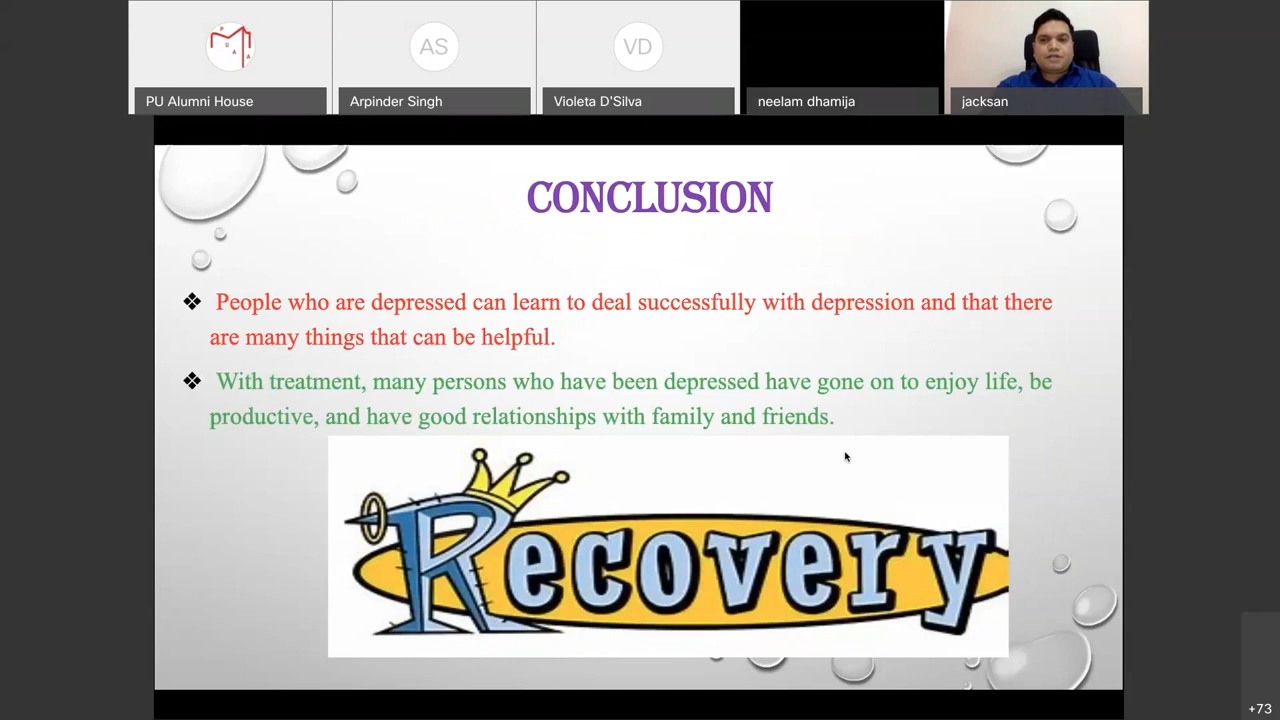 AS
VD
PU Alumni House
Arpinder Singh
Violeta D'Silva
neelam dhamija
jacksan
CONCLUSION
❖ People who are depressed can learn to deal successfully with depression and that there
are many things that can be helpful.
❖ With treatment, many persons who have been depressed have gone on to enjoy life, be
productive, and have good relationships with family and friends.
Recovery
+73